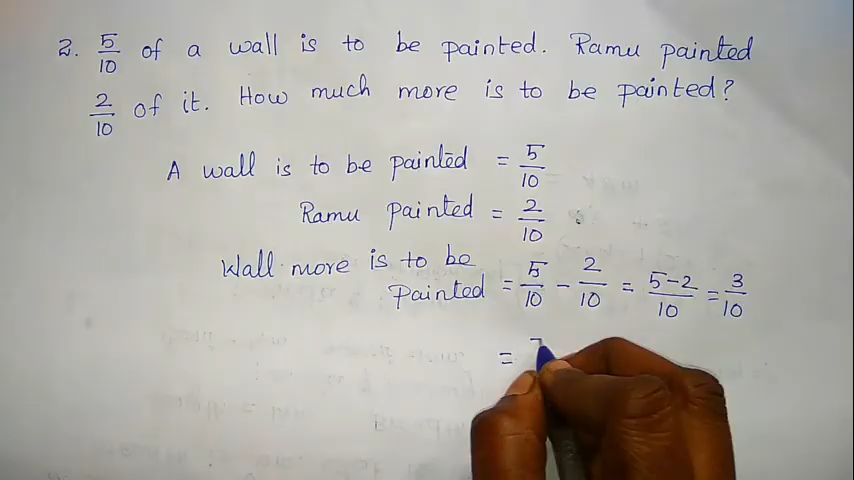 2. 5/10 of a wall is to be painted. Ramu painted
2/10 of it. How much more is to be painted?
A wall is to be painted = 5/10
Ramu painted = 2/10
Wall more is to be
Painted = 5/10 - 2/10 = 5-2/10 = 3/10
=